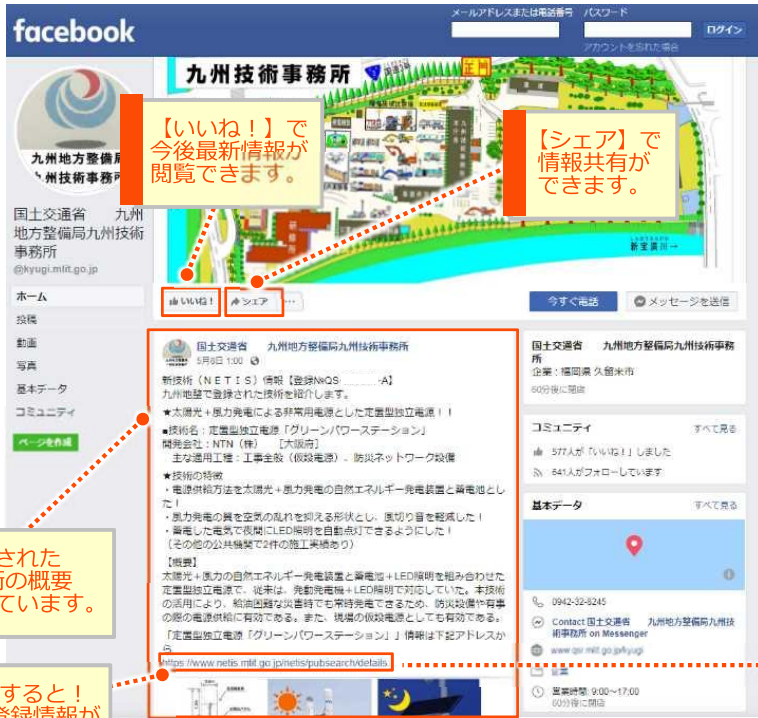 facebook
メールアドレスまたは電話番号 パスワード
ログイン
アカウントを忘れた場合
九州技術事務所
正門
九州地方整備局
九州技術事務所
【いいね！】で
今後最新情報が
閲覧できます。
【シェア】で
情報共有が
できます。
新宝満川→
国土交通省 九州
地方整備局九州技術
事務所
@kyugi.mlit.go.jp
ホーム
投稿
動画
写真
基本データ
コミュニティ
ページを作成
いいね！ シェア ...
今すぐ電話 メッセージを送信
国土交通省 九州地方整備局九州技術事務所
5月8日 1:00
新技術（ＮＥＴＩＳ）情報【登録№QS- -A】
九州地整で登録された技術を紹介します。
★太陽光＋風力発電による非常用電源とした定置型独立電源！！
■技術名：定置型独立電源「グリーンパワーステーション」
開発会社：NTN（株） ［大阪府］
主な適用工種：工事全般（仮設電源）、防災ネットワーク設備
★技術の特徴
・電源供給方法を太陽光＋風力発電の自然エネルギー発電装置と蓄電池とし
た！
・風力発電の翼を空気の乱れを抑える形状とし、風切り音を軽減した！
・蓄電した電気で夜間にLED照明を自動点灯できるようにした！
（その他の公共機関で2件の施工実績あり）
【概要】
太陽光＋風力の自然エネルギー発電装置と蓄電池＋LED照明を組み合わせた
定置型独立電源で、従来は、発動発電機＋LED照明で対応していた。本技術
の活用により、給油困難な災害時でも常時発電できるため、防災設備や有事
の際の電源供給に有効である。また、現場の仮設電源としても有効である。
「定置型独立電源「グリーンパワーステーション」」情報は下記アドレスか
ら
https://www.netis.mlit.go.jp/netis/pubsearch/details
された
術の概要
ています。
すると！
登録情報が
国土交通省 九州地方整備局九州技術事務
所
企業：福岡県 久留米市
60分後に開店
コミュニティ すべて見る
577人が「いいね！」しました
641人がフォローしています
基本データ すべて見る
0942-32-8245
Contact 国土交通省 九州地方整備局九州技
術事務所 on Messenger
www.qsr.mlit.go.jp/kyugi
企業
営業時間: 9:00～17:00
60分後に開店